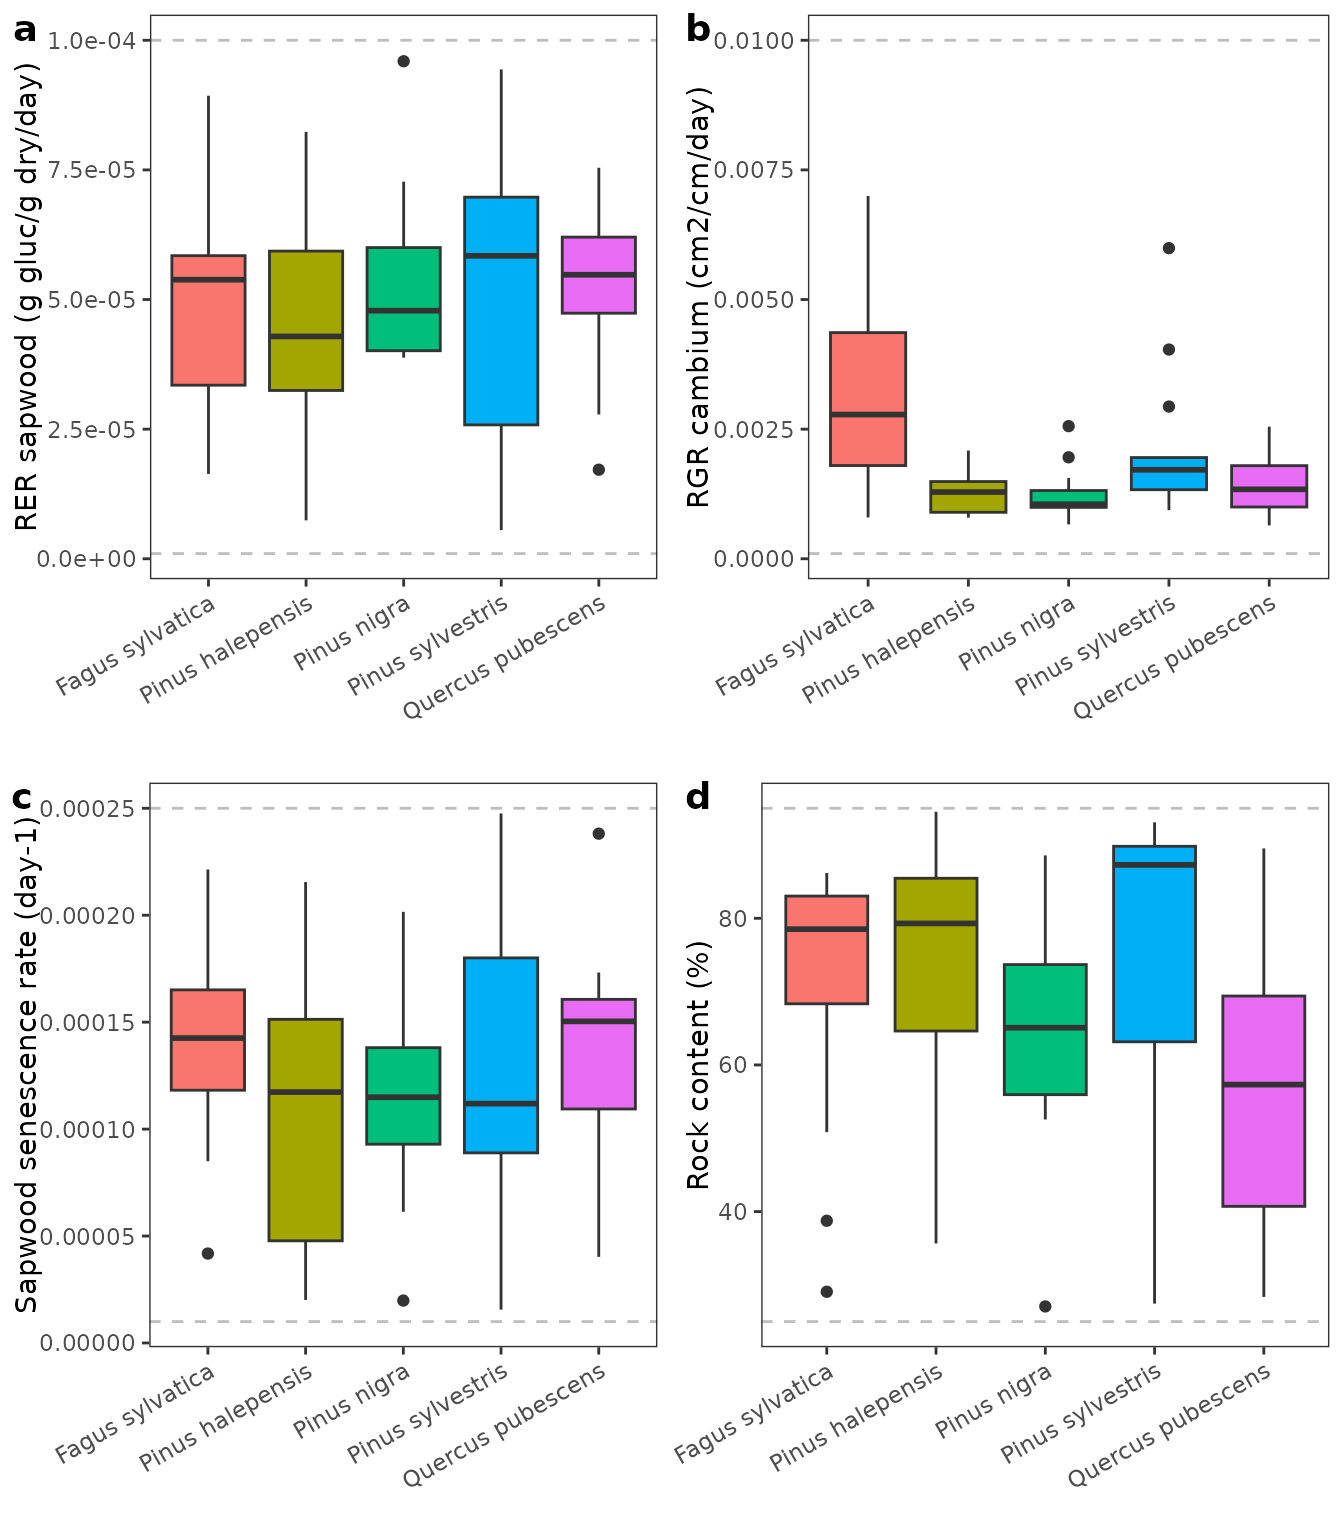 a
RER sapwood (g gluc/g dry/day)
1.0e-04
7.5e-05
5.0e-05
2.5e-05
0.0e+00
Fagus sylvatica
Pinus halepensis
Pinus nigra
Pinus sylvestris
Quercus pubescens
b
RGR cambium (cm2/cm/day)
0.0100
0.0075
0.0050
0.0025
0.0000
Fagus sylvatica
Pinus halepensis
Pinus nigra
Pinus sylvestris
Quercus pubescens
c
Sapwood senescence rate (day-1)
0.00025
0.00020
0.00015
0.00010
0.00005
0.00000
Fagus sylvatica
Pinus halepensis
Pinus nigra
Pinus sylvestris
Quercus pubescens
d
Rock content (%)
80
60
40
Fagus sylvatica
Pinus halepensis
Pinus nigra
Pinus sylvestris
Quercus pubescens